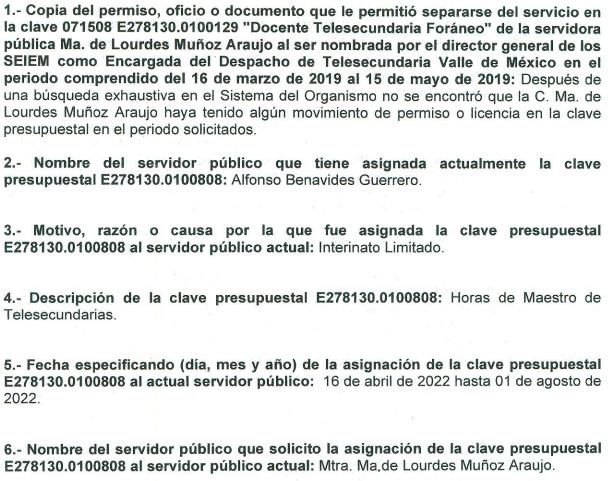 1.- Copia del permiso, oficio o documento que le permitió separarse del servicio en
la clave 071508 E278130.0100129 "Docente Telesecundaria Foráneo" de la servidora
pública Ma. de Lourdes Muñoz Araujo al ser nombrada por el director general de los
SEIEM como Encargada del Despacho de Telesecundaria Valle de México en el
periodo comprendido del 16 de marzo de 2019 al 15 de mayo de 2019: Después de
una búsqueda exhaustiva en el Sistema del Organismo no se encontró que la C. Ma. de
Lourdes Muñoz Araujo haya tenido algún movimiento de permiso o licencia en la clave
presupuestal en el periodo solicitados.
2.- Nombre del servidor público que tiene asignada actualmente la clave
presupuestal E278130.0100808: Alfonso Benavides Guerrero.
3.- Motivo, razón o causa por la que fue asignada la clave presupuestal
E278130.0100808 al servidor público actual: Interinato Limitado.
4.- Descripción de la clave presupuestal E278130.0100808: Horas de Maestro de
Telesecundarias.
5.- Fecha especificando (día, mes y año) de la asignación de la clave presupuestal
E278130.0100808 al actual servidor público: 16 de abril de 2022 hasta 01 de agosto de
2022.
6.- Nombre del servidor público que solicito la asignación de la clave presupuestal
E278130.0100808 al servidor público actual: Mtra. Ma.de Lourdes Muñoz Araujo.